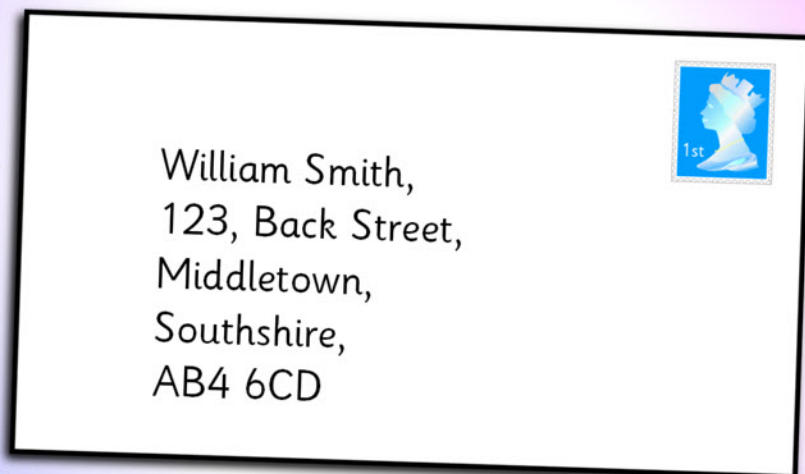 William Smith,
123, Back Street,
Middletown,
Southshire,
AB4 6CD
1st